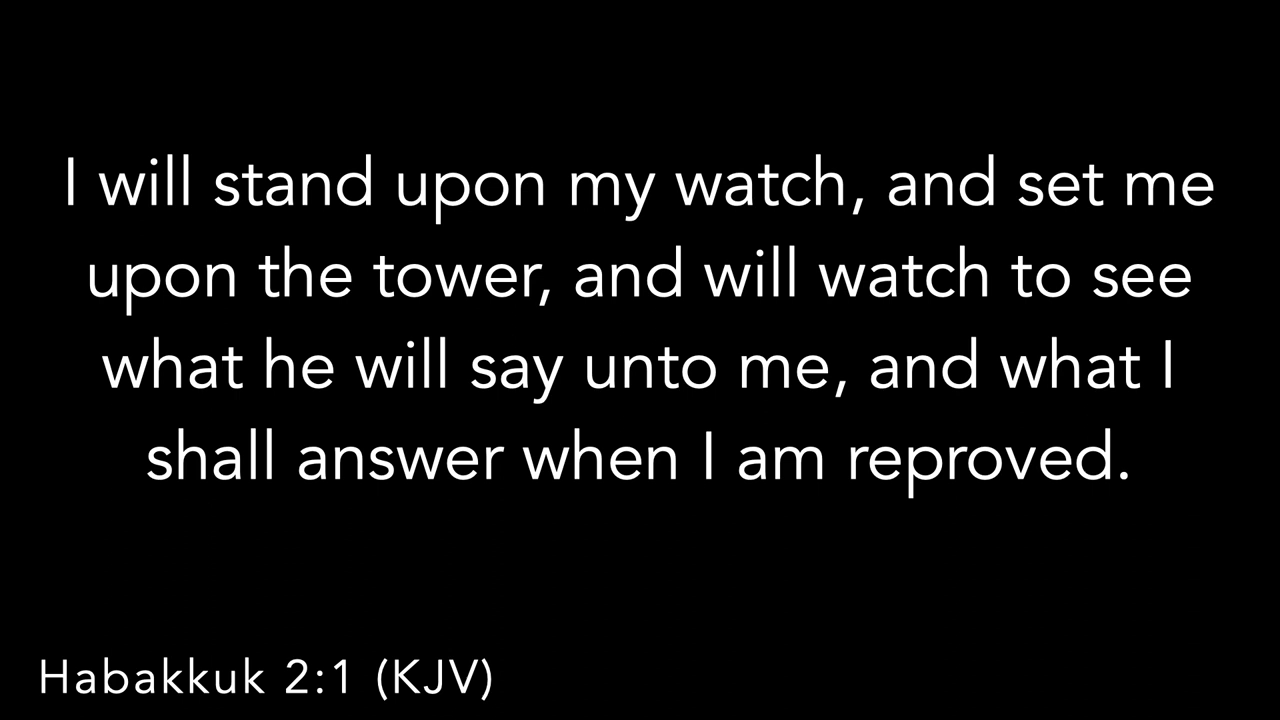 I will stand upon my watch, and set me
upon the tower, and will watch to see
what he will say unto me, and what I
shall answer when I am reproved.
Habakkuk 2:1 (KJV)